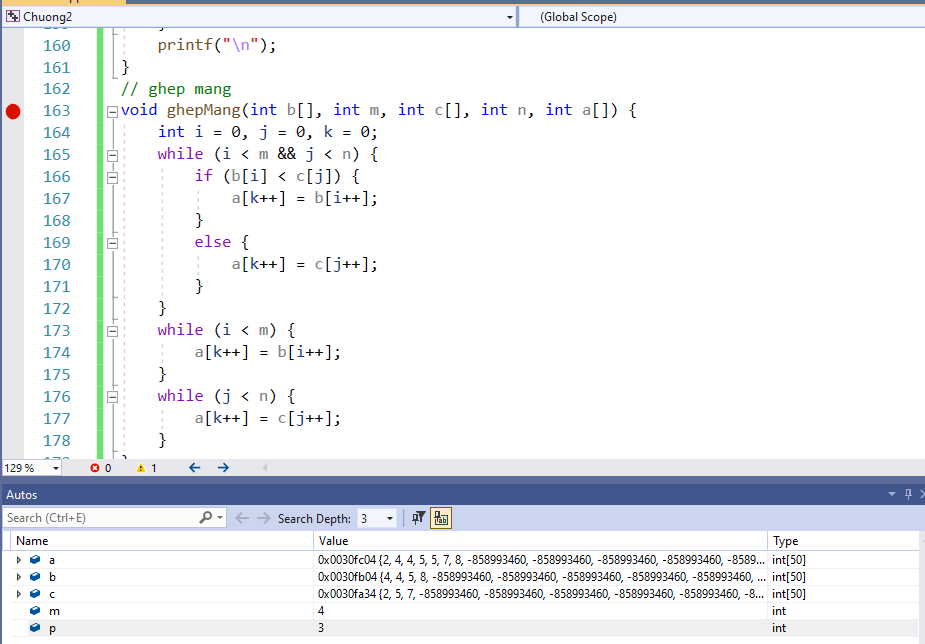 Chuong2 (Global Scope)
160 printf("\n");
161 }
162 // ghep mang
163 void ghepMang(int b[], int m, int c[], int n, int a[]) {
164 int i = 0, j = 0, k = 0;
165 while (i < m && j < n) {
166 if (b[i] < c[j]) {
167 a[k++] = b[i++];
168 }
169 else {
170 a[k++] = c[j++];
171 }
172 }
173 while (i < m) {
174 a[k++] = b[i++];
175 }
176 while (j < n) {
177 a[k++] = c[j++];
178 }
129 % 0 1
Autos
Search (Ctrl+E) Search Depth: 3
Name Value Type
a 0x0030fc04 {2, 4, 4, 5, 5, 7, 8, -858993460, -858993460, -858993460, -858993460, -8589... int[50]
b 0x0030fb04 {4, 4, 5, 8, -858993460, -858993460, -858993460, -858993460, -858993460, ... int[50]
c 0x0030fa34 {2, 5, 7, -858993460, -858993460, -858993460, -858993460, -858993460, -8... int[50]
m 4 int
p 3 int